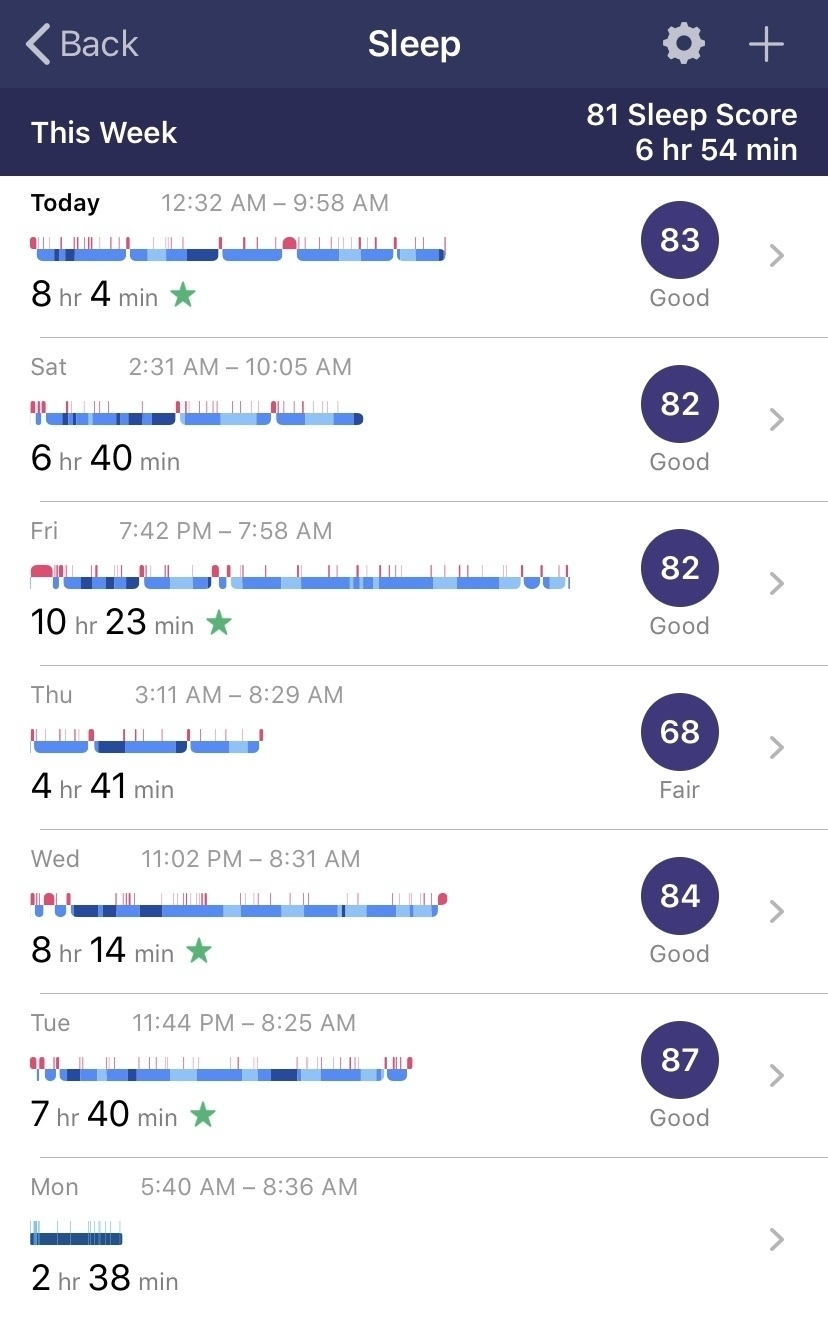 Back Sleep
This Week
81 Sleep Score
6 hr 54 min
Today 12:32 AM – 9:58 AM
83
Good
8 hr 4 min
Sat 2:31 AM – 10:05 AM
82
Good
6 hr 40 min
Fri 7:42 PM – 7:58 AM
82
Good
10 hr 23 min
Thu 3:11 AM – 8:29 AM
68
Fair
4 hr 41 min
Wed 11:02 PM – 8:31 AM
84
Good
8 hr 14 min
Tue 11:44 PM – 8:25 AM
87
Good
7 hr 40 min
Mon 5:40 AM – 8:36 AM
2 hr 38 min